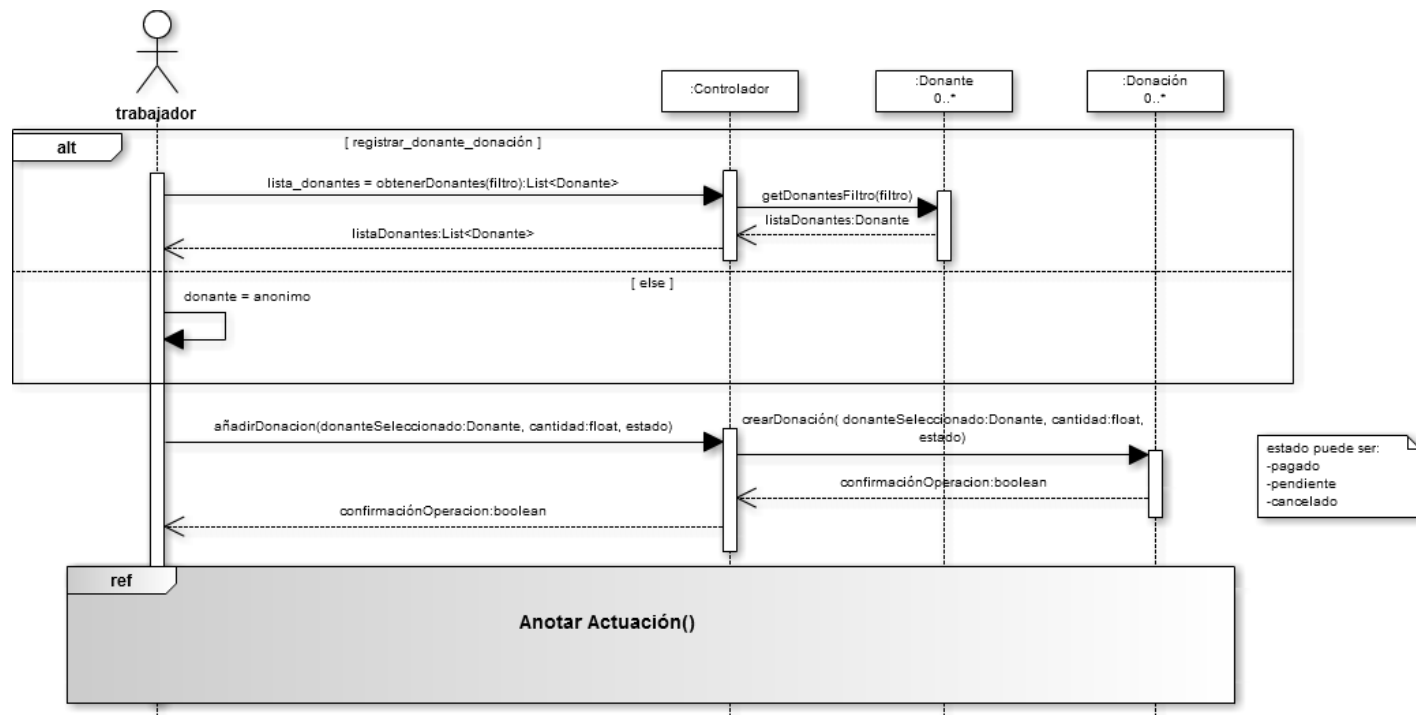 trabajador
:Controlador
:Donante
0..*
:Donación
0..*
alt
[ registrar_donante_donación ]
lista_donantes = obtenerDonantes(filtro):List<Donante>
getDonantesFiltro(filtro)
listaDonantes:Donante
listaDonantes:List<Donante>
[ else ]
donante = anonimo
añadirDonacion(donanteSeleccionado:Donante, cantidad:float, estado)
crearDonación( donanteSeleccionado:Donante, cantidad:float,
estado)
estado puede ser:
-pagado
-pendiente
-cancelado
confirmaciónOperacion:boolean
confirmaciónOperacion:boolean
ref
Anotar Actuación()